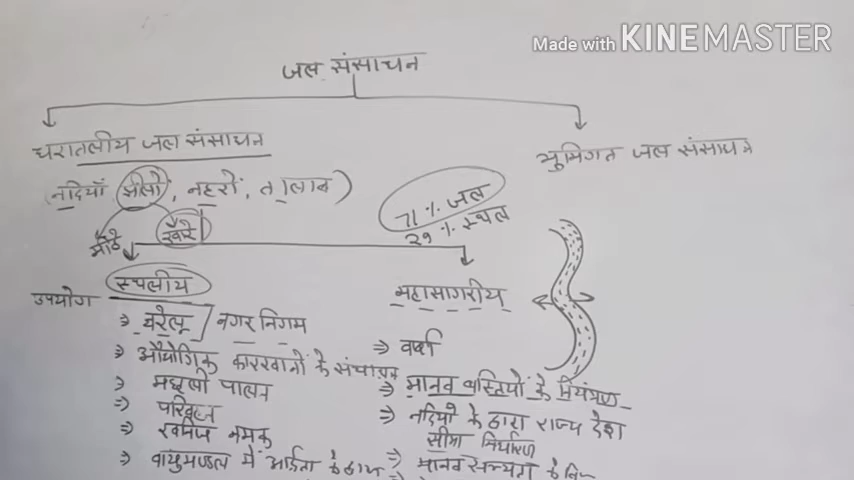 Made with KINEMASTER
जल संसाधन
धरातलीय जल संसाधन
भूमिगत जल संसाधन
(नदियाँ झीलों, नहरों, तालाब)
71% जल
29% स्थल
मीठे
खारे
स्थलीय
महासागरीय
उपयोग
⇒ घरेलू नगर निगम
⇒ औद्योगिक कारखानों के संचालन
⇒ मछली पालन
⇒ परिवहन
⇒ खनिज नमक
⇒ वायुमण्डल में आर्द्रता के
⇒ वर्षा
⇒ मानव बस्तियों के नियंत्रण
⇒ नदियों के द्वारा राज्य देश
सीमा निर्धारण
⇒ मानव सभ्यता के